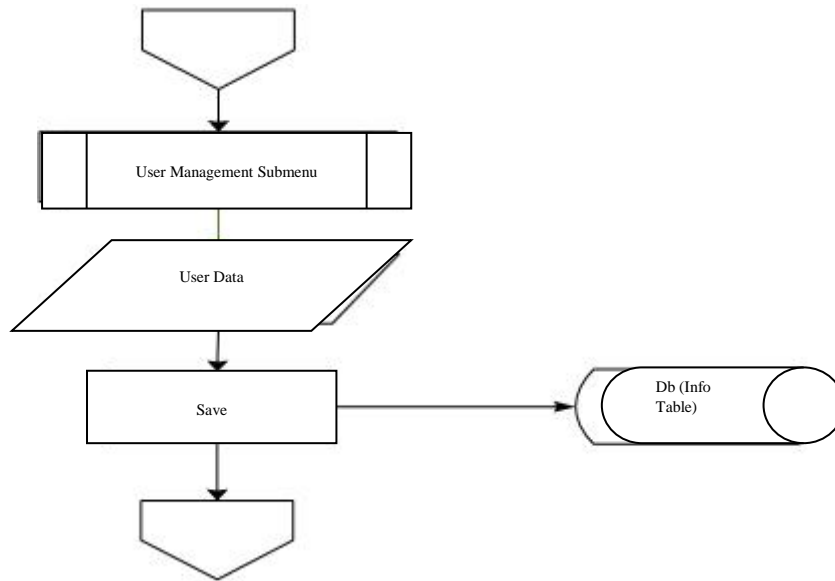 User Management Submenu
User Data
Save
Db (Info
Table)